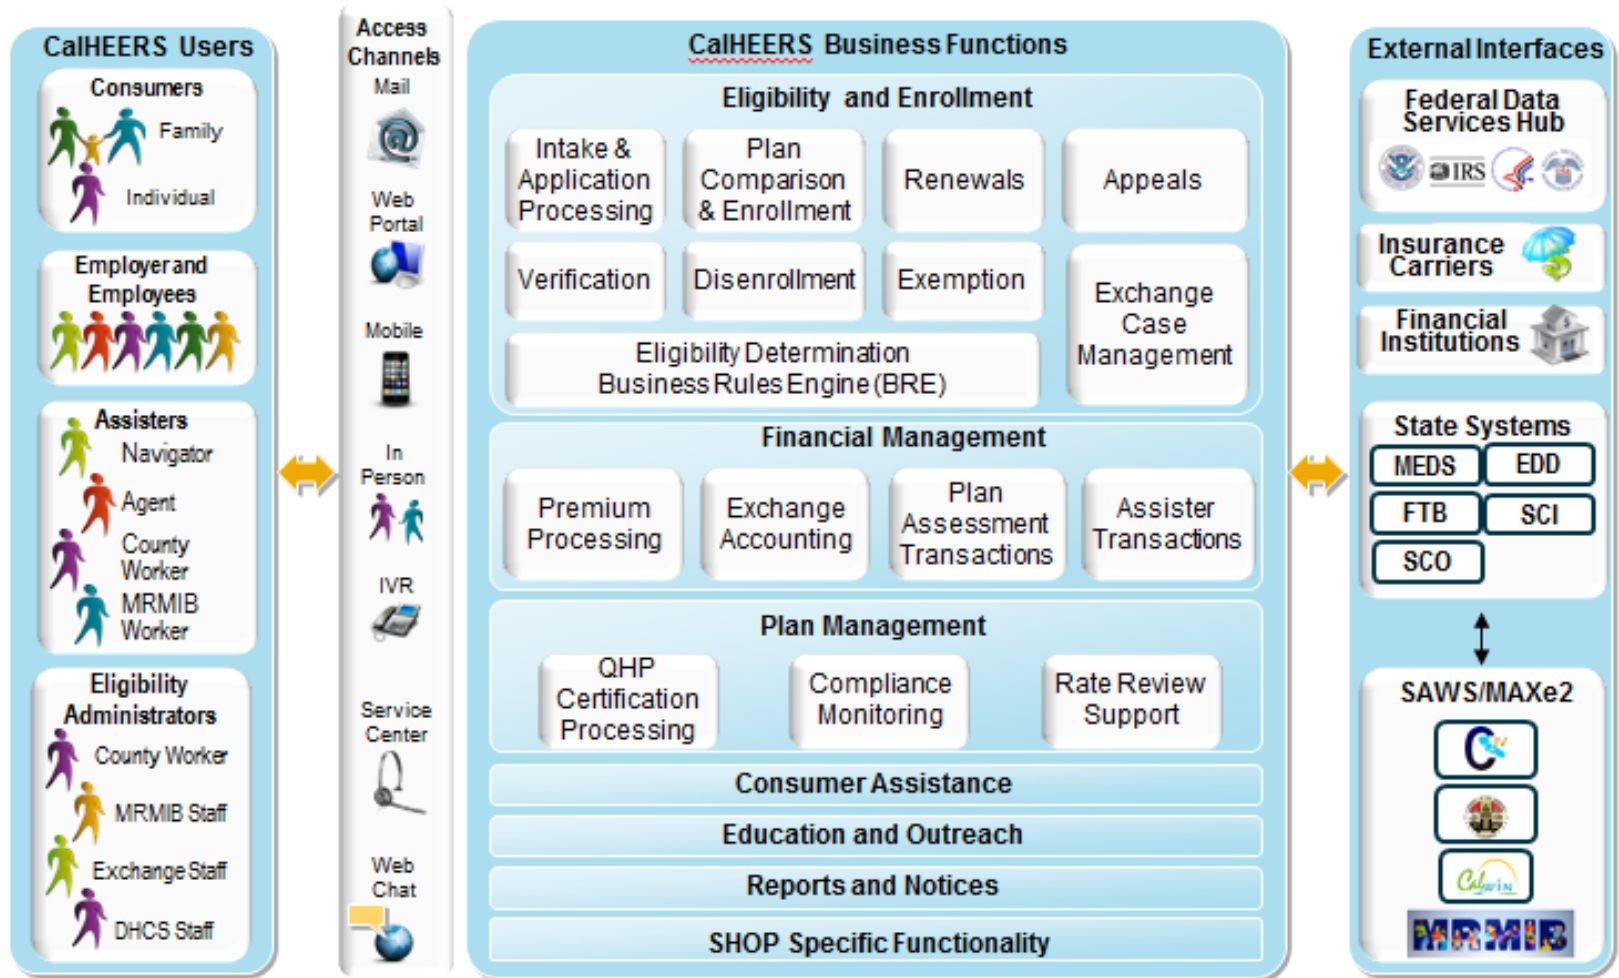 CalHEERS Users
Consumers
Family
Individual
Employer and
Employees
Assisters
Navigator
Agent
County
Worker
MRMIB
Worker
Eligibility
Administrators
County Worker
MRMIB Staff
Exchange Staff
DHCS Staff
Access
Channels
Mail
Web
Portal
Mobile
In
Person
IVR
Service
Center
Web
Chat
CalHEERS Business Functions
Eligibility and Enrollment
Intake &
Application
Processing
Plan
Comparison
& Enrollment
Renewals
Appeals
Verification
Disenrollment
Exemption
Exchange
Case
Management
Eligibility Determination
Business Rules Engine (BRE)
Financial Management
Premium
Processing
Exchange
Accounting
Plan
Assessment
Transactions
Assister
Transactions
Plan Management
QHP
Certification
Processing
Compliance
Monitoring
Rate Review
Support
Consumer Assistance
Education and Outreach
Reports and Notices
SHOP Specific Functionality
External Interfaces
Federal Data
Services Hub
IRS
Insurance
Carriers
Financial
Institutions
State Systems
MEDS
EDD
FTB
SCI
SCO
SAWS/MAXe2
CalWIN
MRMIB